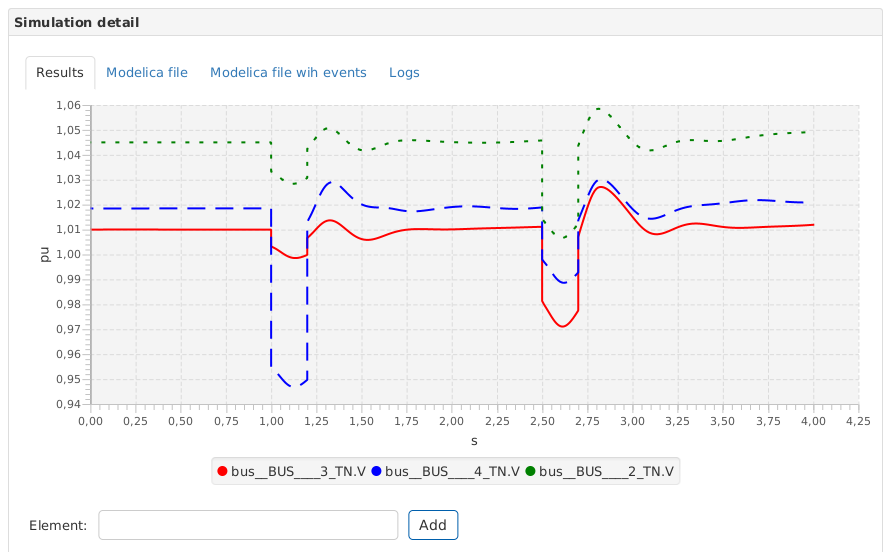 Simulation detail
Results Modelica file Modelica file wih events Logs
1,06
1,05
1,04
1,03
1,02
1,01
1,00
0,99
0,98
0,97
0,96
0,95
0,94
pu
0,00 0,25 0,50 0,75 1,00 1,25 1,50 1,75 2,00 2,25 2,50 2,75 3,00 3,25 3,50 3,75 4,00 4,25
s
bus__BUS____3_TN.V bus__BUS____4_TN.V bus__BUS____2_TN.V
Element: Add